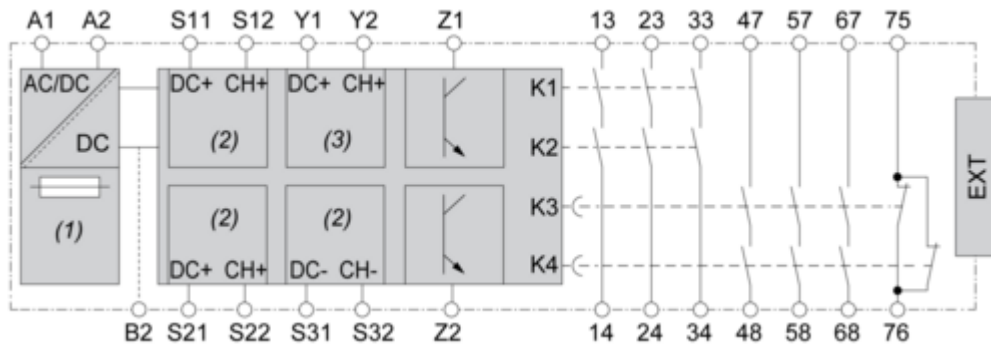 A1 A2 S11 S12 Y1 Y2 Z1 13 23 33 47 57 67 75
AC/DC DC+ CH+ DC+ CH+ K1
DC (2) (3) K2
(1) (2) (2) K3 EXT
DC+ CH+ DC- CH- K4
B2 S21 S22 S31 S32 Z2 14 24 34 48 58 68 76